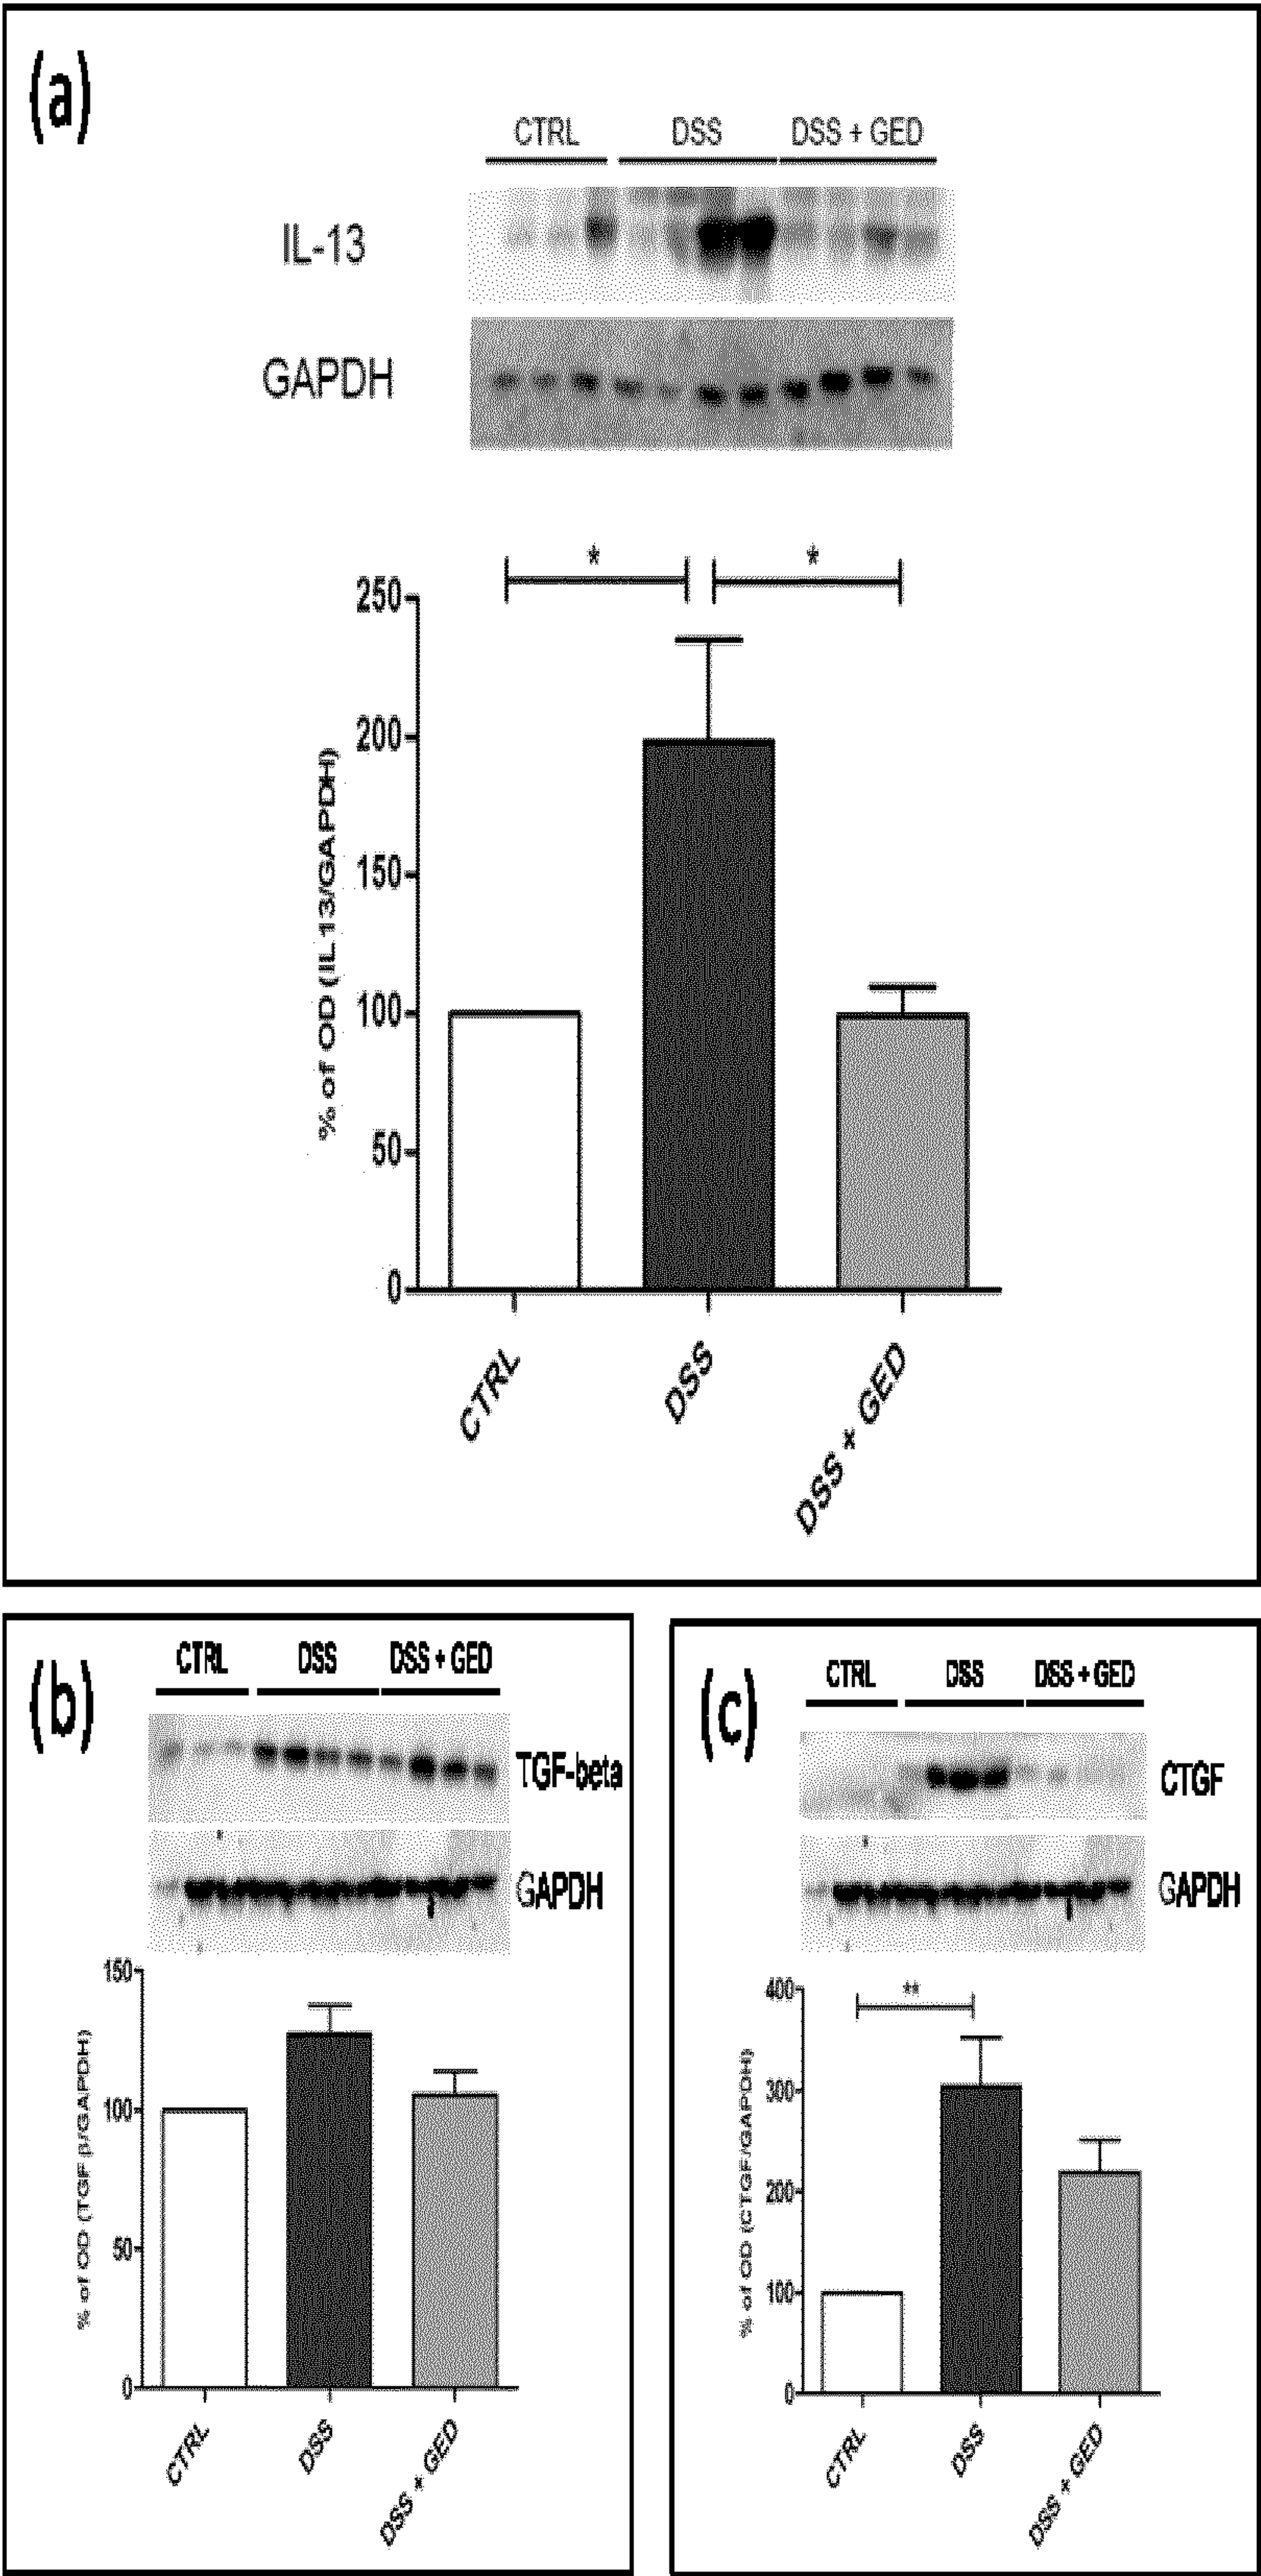 (a)
CTRL DSS DSS + GED
IL-13
GAPDH
* *
250
200
150
100
50
0
% of OD (IL13/GAPDH)
CTRL
DSS
DSS + GED
(b)
CTRL DSS DSS + GED
TGF-beta
GAPDH
150
100
50
0
% of OD (TGF β/GAPDH)
CTRL
DSS
DSS + GED
(c)
CTRL DSS DSS + GED
CTGF
GAPDH
**
400
300
200
100
0
% of OD (CTGF/GAPDH)
CTRL
DSS
DSS + GED